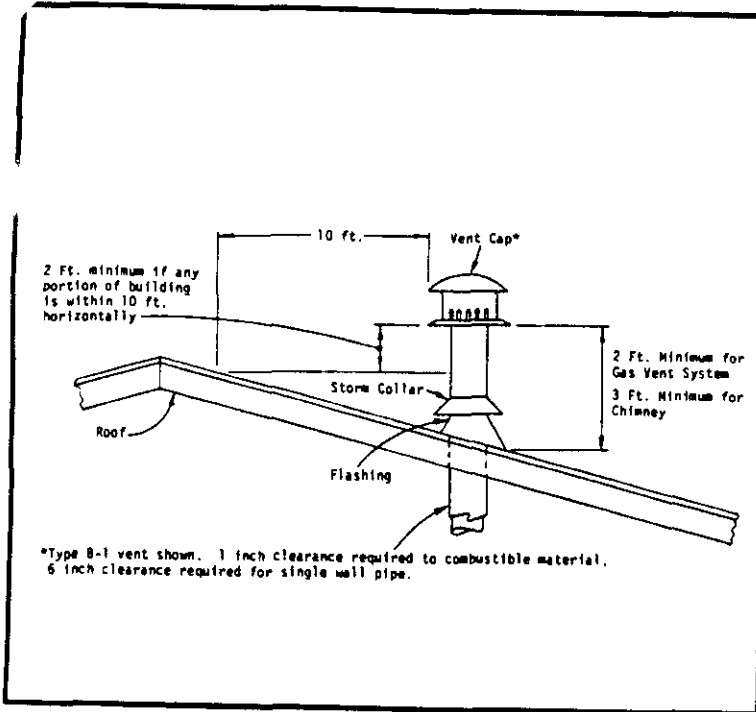 10 ft.
Vent Cap*
2 Ft. minimum if any
portion of building
is within 10 ft.
horizontally
2 Ft. Minimum for
Gas Vent System
3 Ft. Minimum for
Chimney
Storm Collar
Roof
Flashing
*Type B-1 vent shown. 1 inch clearance required to combustible material.
6 inch clearance required for single wall pipe.